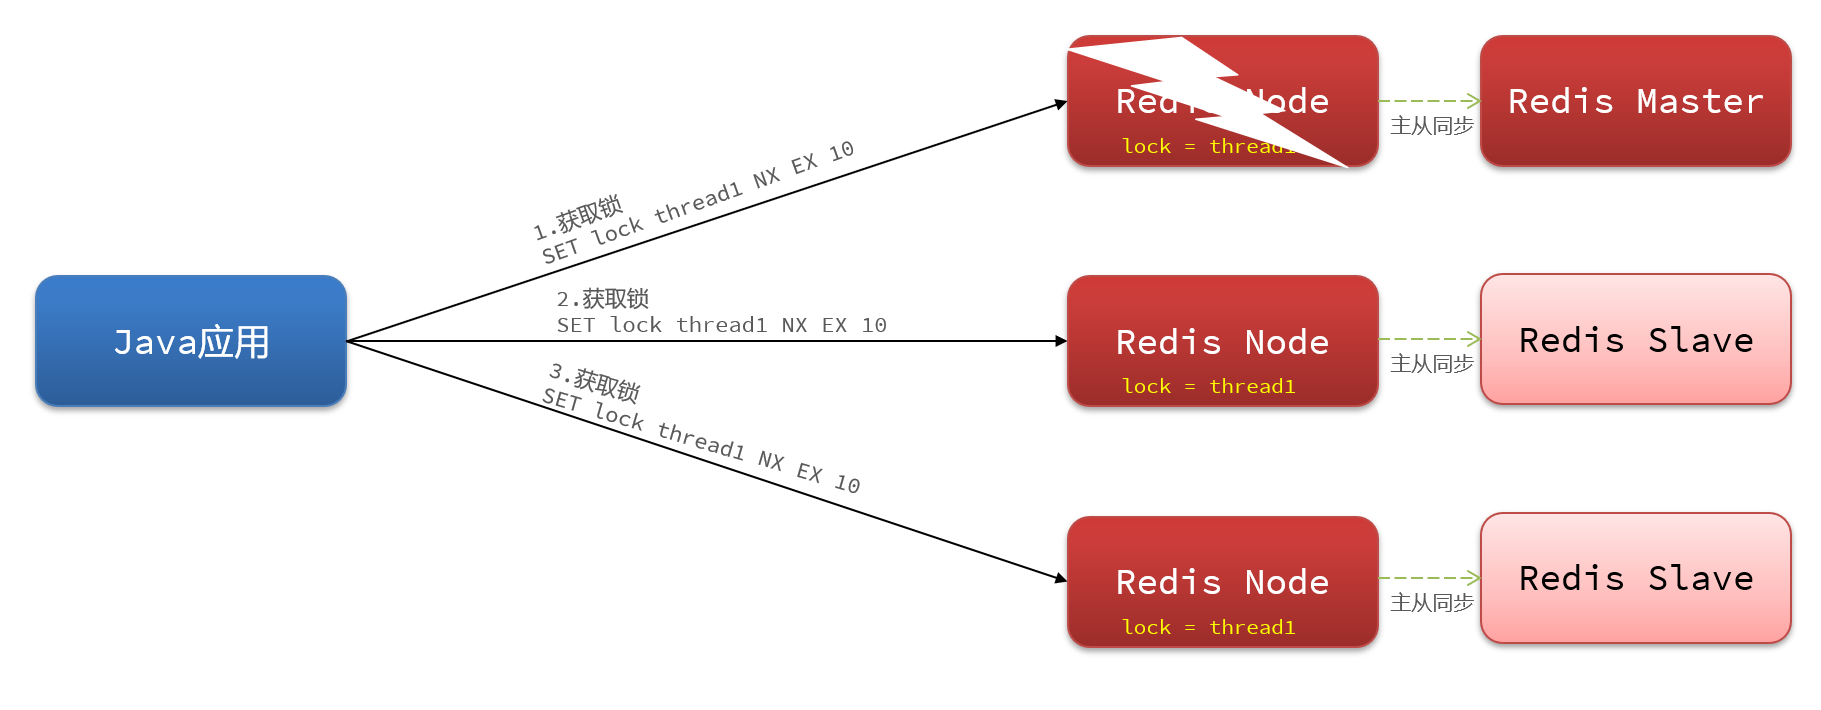 Redis Node
lock = thread1
主从同步
Redis Master
1.获取锁
SET lock thread1 NX EX 10
Java应用
2.获取锁
SET lock thread1 NX EX 10
Redis Node
lock = thread1
主从同步
Redis Slave
3.获取锁
SET lock thread1 NX EX 10
Redis Node
lock = thread1
主从同步
Redis Slave